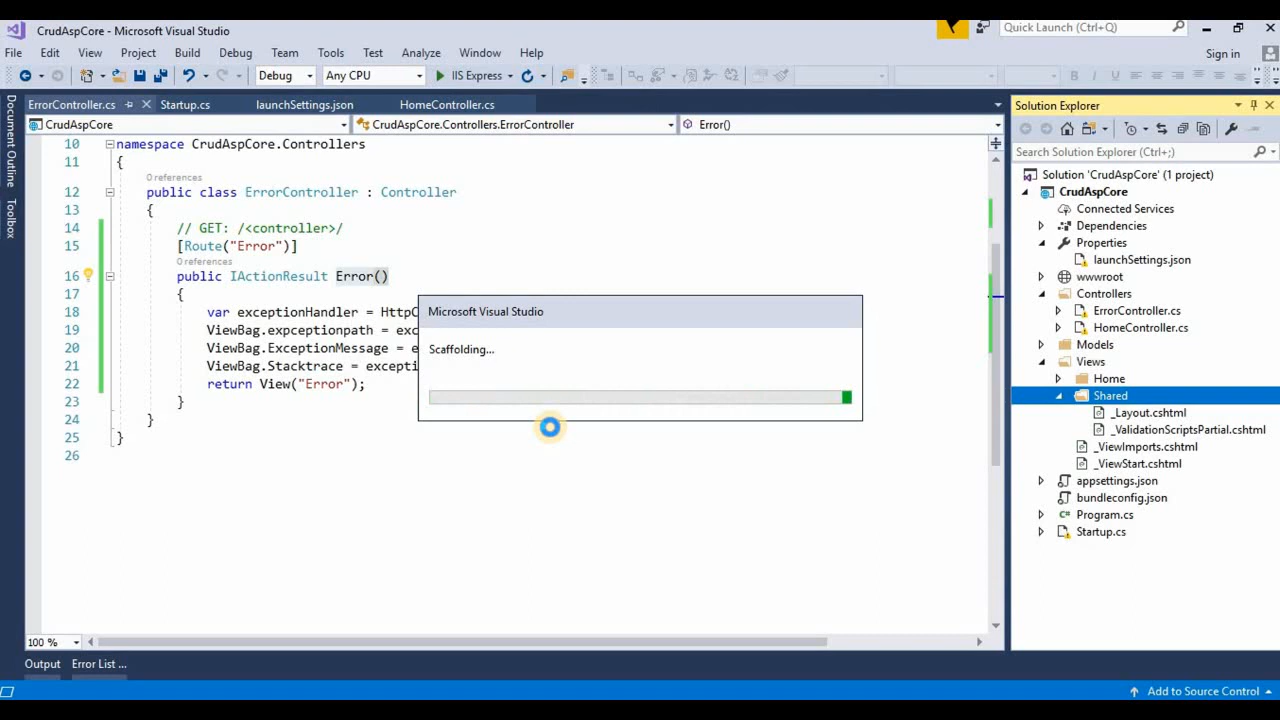 CrudAspCore - Microsoft Visual Studio
Quick Launch (Ctrl+Q)
File Edit View Project Build Debug Team Tools Test Analyze Window Help
Sign in
Debug Any CPU IIS Express
ErrorController.cs Startup.cs launchSettings.json HomeController.cs
CrudAspCore CrudAspCore.Controllers.ErrorController Error()
Document Outline
Toolbox
10 namespace CrudAspCore.Controllers
11 {
0 references
12 public class ErrorController : Controller
13 {
14 // GET: /<controller>/
15 [Route("Error")]
0 references
16 public IActionResult Error()
17 {
18 var exceptionHandler = HttpC
19 ViewBag.expceptionpath = exc
20 ViewBag.ExceptionMessage = e
21 ViewBag.Stacktrace = excepti
22 return View("Error");
23 }
24 }
25 }
26
Microsoft Visual Studio
Scaffolding...
100 %
Output Error List ...
Solution Explorer
Search Solution Explorer (Ctrl+;)
Solution 'CrudAspCore' (1 project)
CrudAspCore
Connected Services
Dependencies
Properties
launchSettings.json
wwwroot
Controllers
ErrorController.cs
HomeController.cs
Models
Views
Home
Shared
_Layout.cshtml
_ValidationScriptsPartial.cshtml
_ViewImports.cshtml
_ViewStart.cshtml
appsettings.json
bundleconfig.json
C# Program.cs
Startup.cs
Add to Source Control